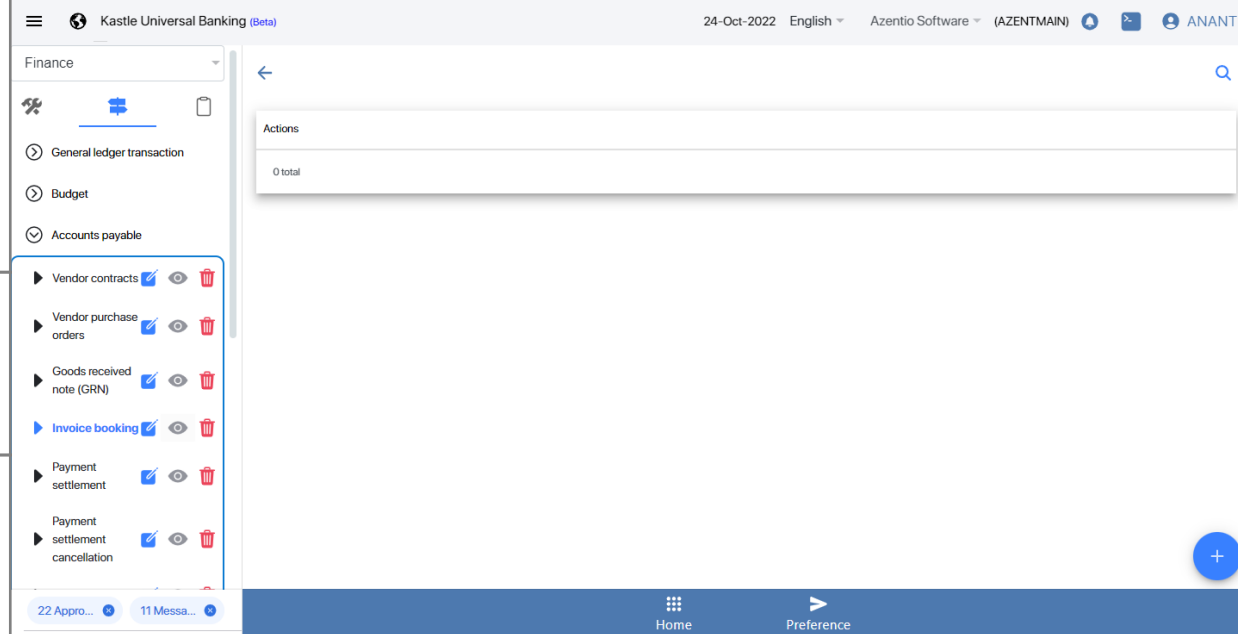 Kastle Universal Banking (Beta)
24-Oct-2022 English Azentio Software (AZENTMAIN) ANANT
Finance
Actions
0 total
General ledger transaction
Budget
Accounts payable
Vendor contracts
Vendor purchase
orders
Goods received
note (GRN)
Invoice booking
Payment
settlement
Payment
settlement
cancellation
22 Appro...
11 Messa...
Home
Preference